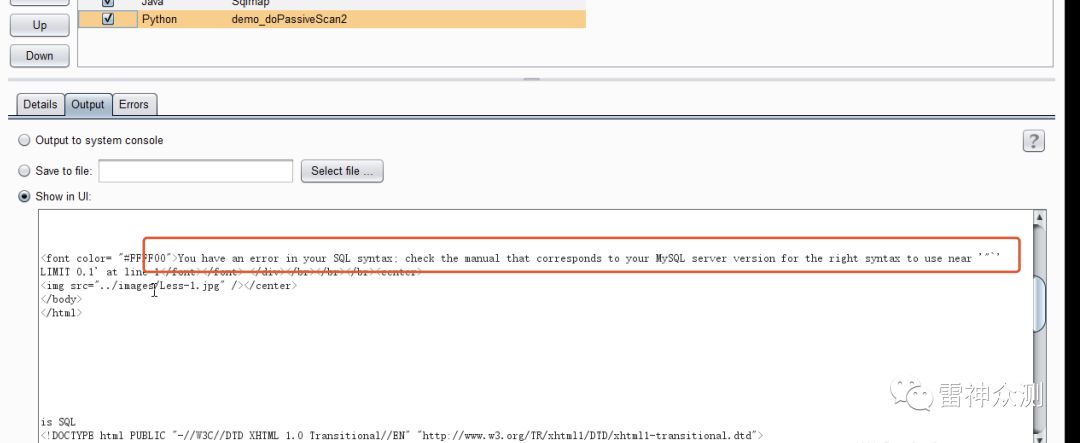 Java Sqlmap
Up
Python demo_doPassiveScan2
Down
Details Output Errors
Output to system console
?
Save to file: Select file ...
Show in UI:
<font color= "#FFFF00">You have an error in your SQL syntax; check the manual that corresponds to your MySQL server version for the right syntax to use near '"`'
LIMIT 0,1' at line 1</font></font> </div></br></br></br><center>
<img src="../images/Less-1.jpg" /></center>
</body>
</html>
is SQL
<!DOCTYPE html PUBLIC "-//W3C//DTD XHTML 1.0 Transitional//EN" "http://www.w3.org/TR/xhtml1/DTD/xhtml1-transitional.dtd">
雷神众测